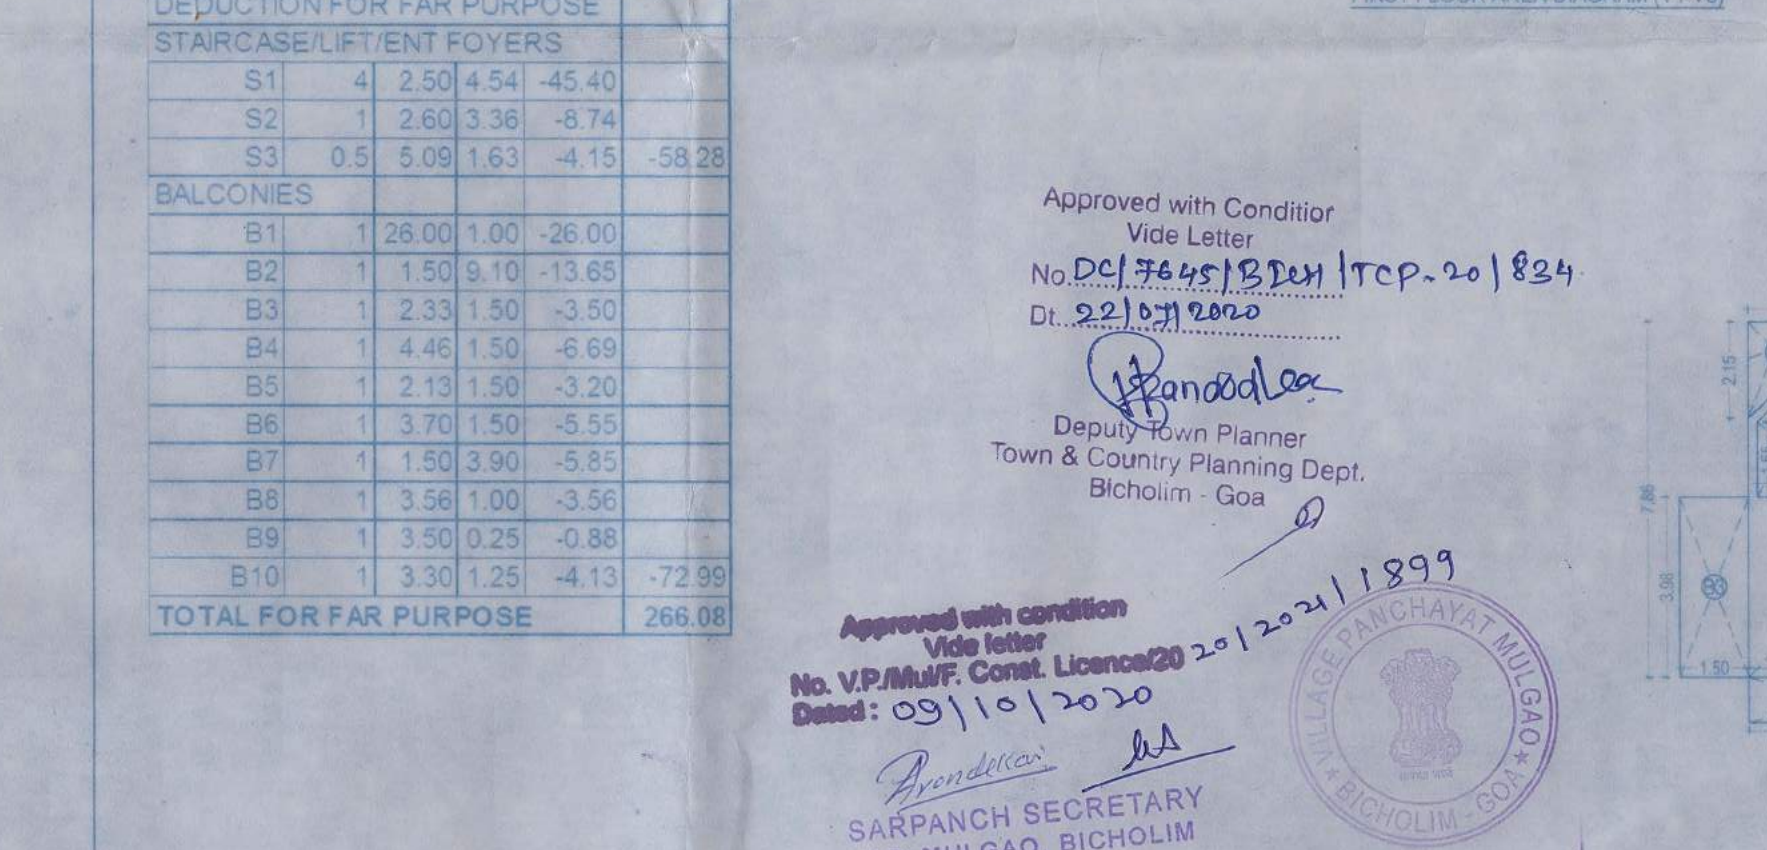 DEDUCTION FOR FAR PURPOSE
STAIRCASE/LIFT/ENT FOYERS
S1 4 2.50 4.54 -45.40
S2 1 2.60 3.36 -8.74
S3 0.5 5.09 1.63 -4.15 -58.28
BALCONIES
B1 1 26.00 1.00 -26.00
B2 1 1.50 9.10 -13.65
B3 1 2.33 1.50 -3.50
B4 1 4.46 1.50 -6.69
B5 1 2.13 1.50 -3.20
B6 1 3.70 1.50 -5.55
B7 1 1.50 3.90 -5.85
B8 1 3.56 1.00 -3.56
B9 1 3.50 0.25 -0.88
B10 1 3.30 1.25 -4.13 -72.99
TOTAL FOR FAR PURPOSE 266.08
Approved with Condition
Vide Letter
No. DC/7645/BICH/TCP-20/834
Dt. 22/07/2020
Deputy Town Planner
Town & Country Planning Dept.
Bicholim - Goa
Approved with condition
Vide letter
No. V.P./Mul/F. Const. Licence/20 20/2021/1899
Dated: 09/10/2020
SARPANCH SECRETARY
MULGAO, BICHOLIM
VILLAGE PANCHAYAT MULGAO
BICHOLIM - GOA
2.15
7.86
3.98
1.50